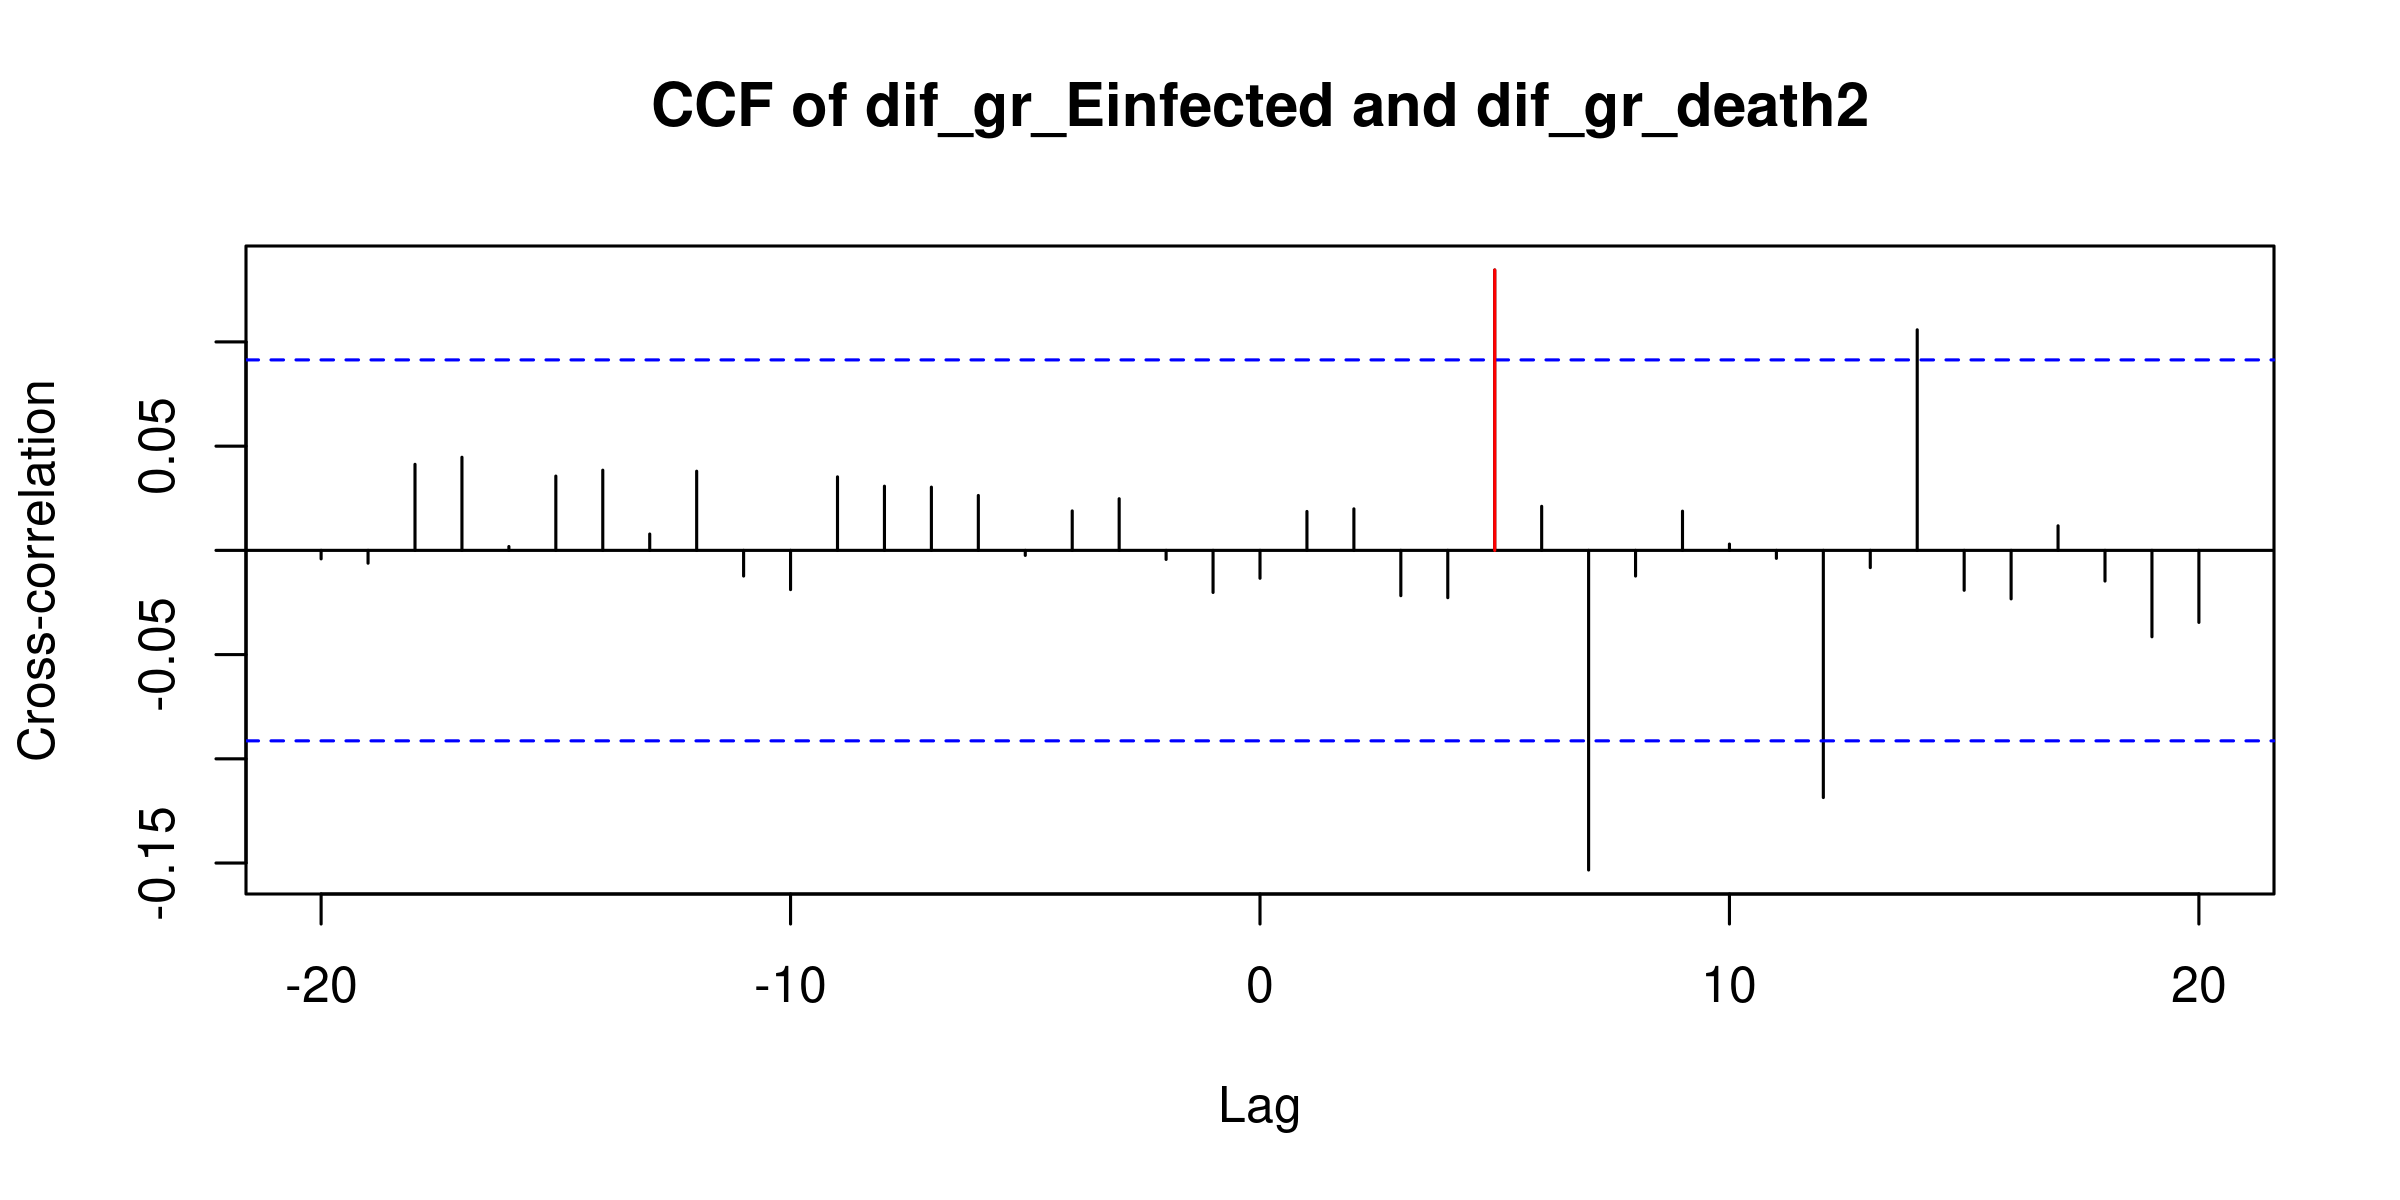 CCF of dif_gr_Einfected and dif_gr_death2
Cross-correlation
0.05
-0.05
-0.15
-20
-10
0
10
20
Lag